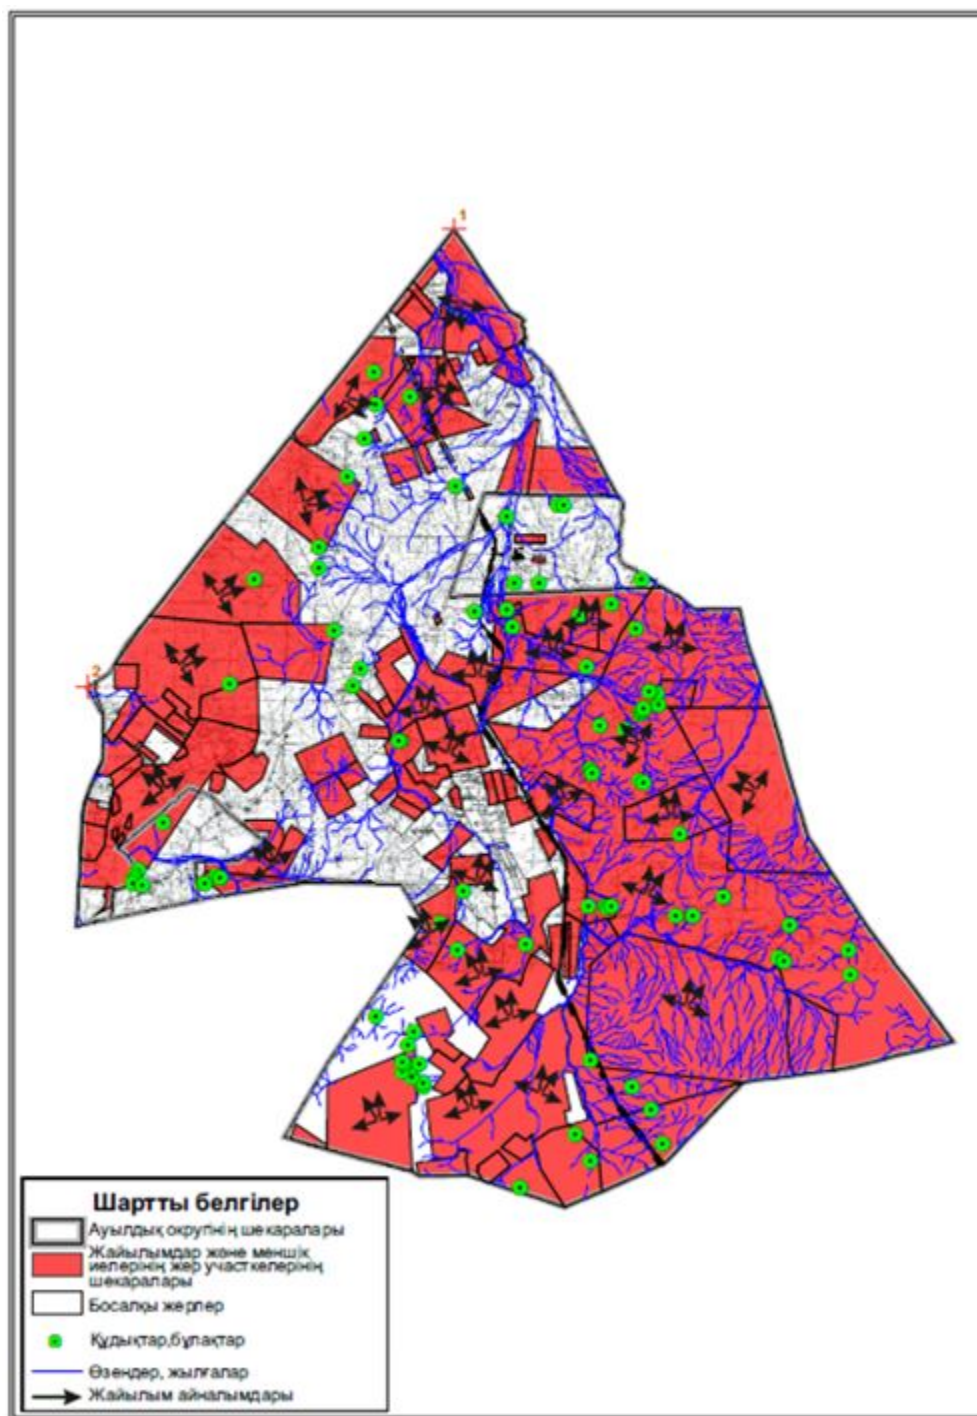 1
2
Шартты белгілер
Ауылдық округінің шекаралары
Жайылымдар және меншік
иелерінің жер участкелерінің
шекаралары
Босалқы жерлер
Құдықтар,бұлақтар
Өзендер, жылғалар
Жайылым айналымдары